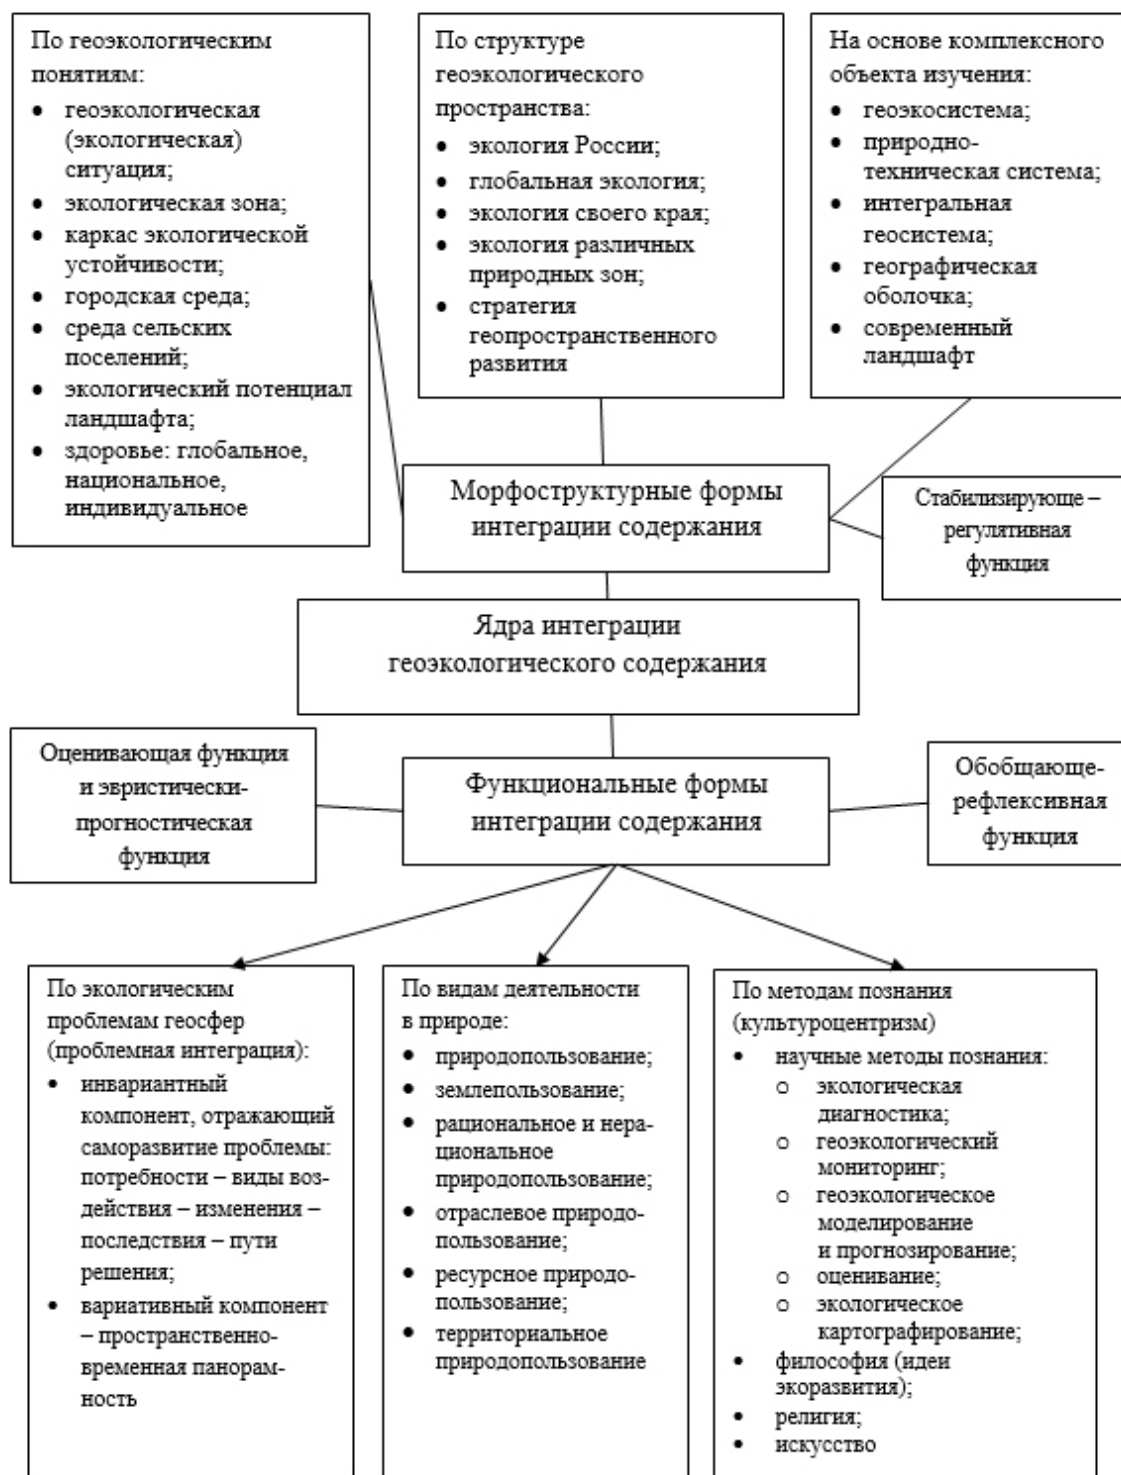 По геоэкологическим
понятиям:
• геоэкологическая
(экологическая)
ситуация;
• экологическая зона;
• каркас экологической
устойчивости;
• городская среда;
• среда сельских
поселений;
• экологический потенциал
ландшафта;
• здоровье: глобальное,
национальное,
индивидуальное
По структуре
геоэкологического
пространства:
• экология России;
• глобальная экология;
• экология своего края;
• экология различных
природных зон;
• стратегия
геопространственного
развития
На основе комплексного
объекта изучения:
• геоэкосистема;
• природно-
техническая система;
• интегральная
геосистема;
• географическая
оболочка;
• современный
ландшафт
Морфоструктурные формы
интеграции содержания
Стабилизирующе –
регулятивная
функция
Ядра интеграции
геоэкологического содержания
Оценивающая функция
и эвристически-
прогностическая
функция
Функциональные формы
интеграции содержания
Обобщающе-
рефлексивная
функция
По экологическим
проблемам геосфер
(проблемная интеграция):
• инвариантный
компонент, отражающий
саморазвитие проблемы:
потребности – виды воз-
действия – изменения –
последствия – пути
решения;
• вариативный компонент
– пространственно-
временная панорам-
ность
По видам деятельности
в природе:
• природопользование;
• землепользование;
• рациональное и нера-
циональное
природопользование;
• отраслевое природо-
пользование;
• ресурсное природо-
пользование;
• территориальное
природопользование
По методам познания
(культуроцентризм)
• научные методы познания:
o экологическая
диагностика;
o геоэкологический
мониторинг;
o геоэкологическое
моделирование
и прогнозирование;
o оценивание;
o экологическое
картографирование;
• философия (идеи
экоразвития);
• религия;
• искусство